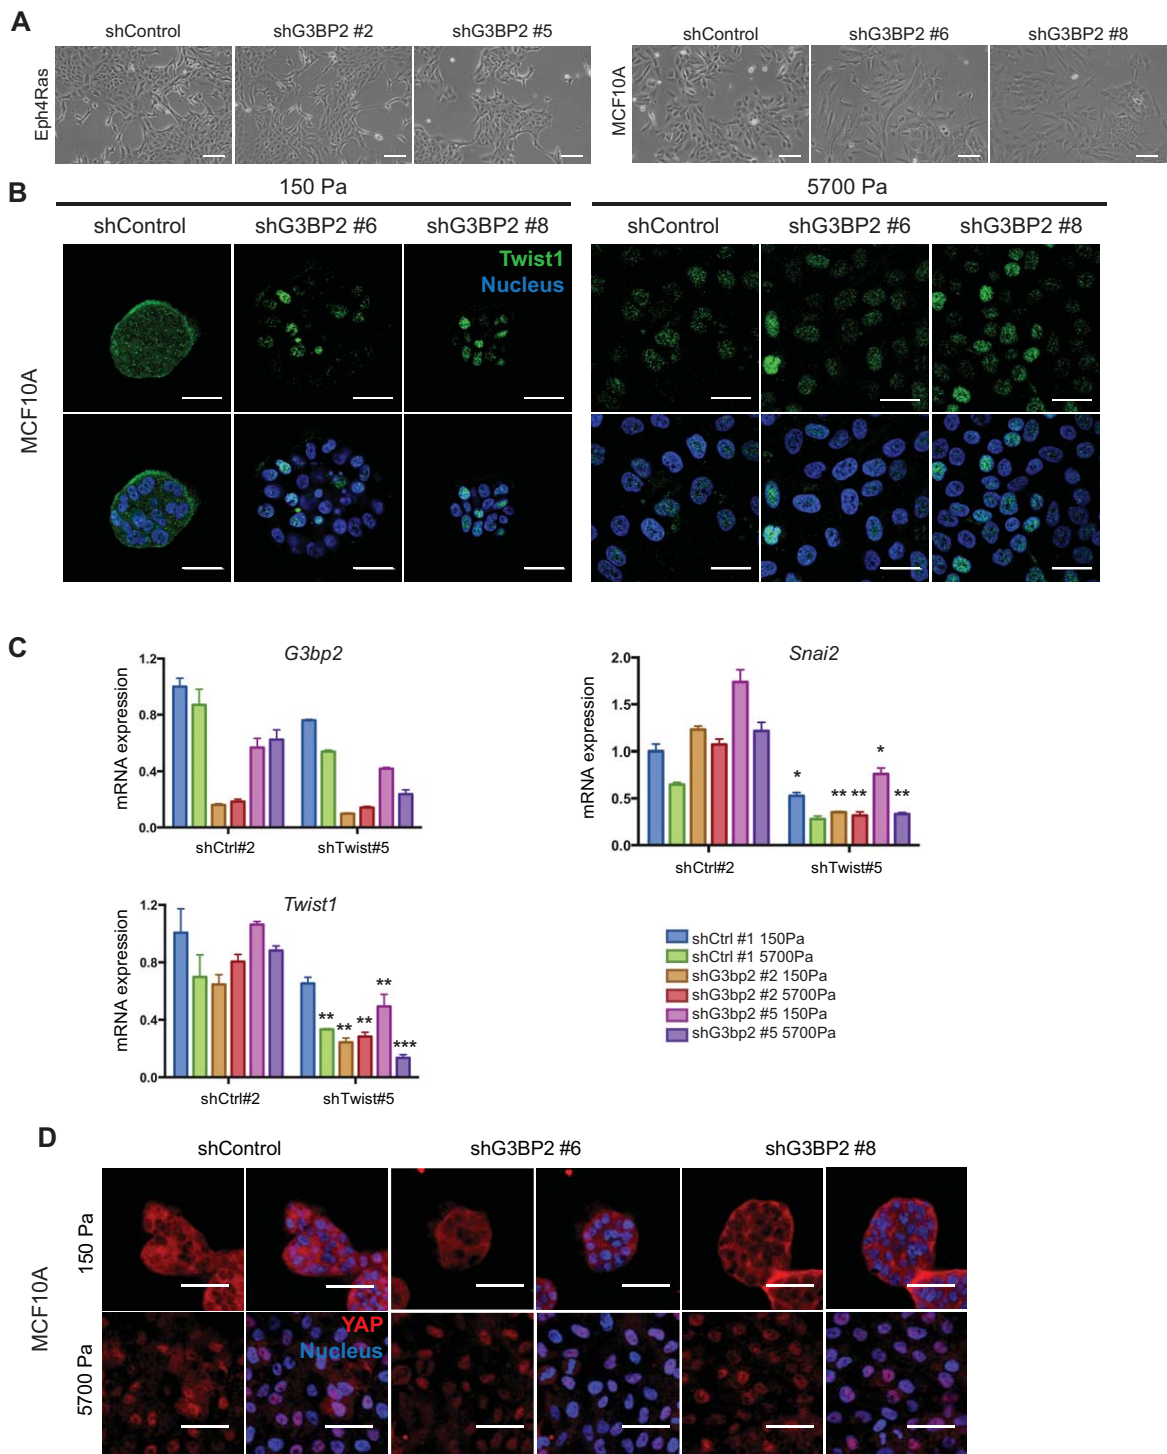 A
shControl
shG3BP2 #2
shG3BP2 #5
Eph4Ras
shControl
shG3BP2 #6
shG3BP2 #8
MCF10A
B
150 Pa
5700 Pa
shControl
shG3BP2 #6
shG3BP2 #8
shControl
shG3BP2 #6
shG3BP2 #8
Twist1
Nucleus
MCF10A
C
G3bp2
mRNA expression
1.2
0.8
0.4
0.0
shCtrl#2
shTwist#5
Snai2
mRNA expression
2.0
1.5
1.0
0.5
0.0
*
** **
*
**
shCtrl#2
shTwist#5
Twist1
mRNA expression
1.2
0.8
0.4
0.0
**
**
**
**
***
shCtrl#2
shTwist#5
shCtrl #1 150Pa
shCtrl #1 5700Pa
shG3bp2 #2 150Pa
shG3bp2 #2 5700Pa
shG3bp2 #5 150Pa
shG3bp2 #5 5700Pa
D
shControl
shG3BP2 #6
shG3BP2 #8
MCF10A
150 Pa
5700 Pa
YAP
Nucleus